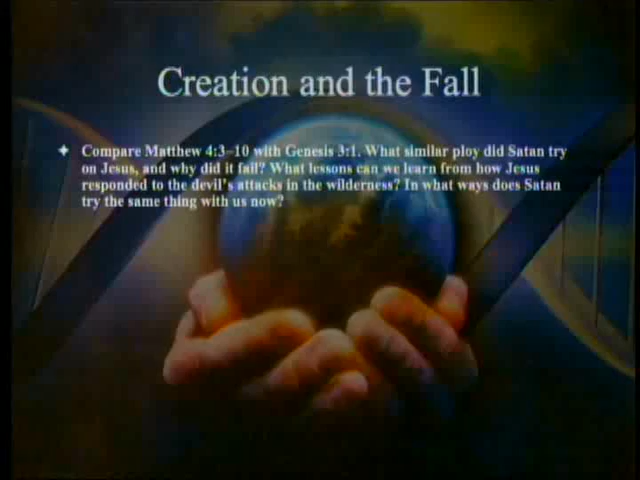 Creation and the Fall
Compare Matthew 4:3–10 with Genesis 3:1. What similar ploy did Satan try
on Jesus, and why did it fail? What lessons can we learn from how Jesus
responded to the devil's attacks in the wilderness? In what ways does Satan
try the same thing with us now?